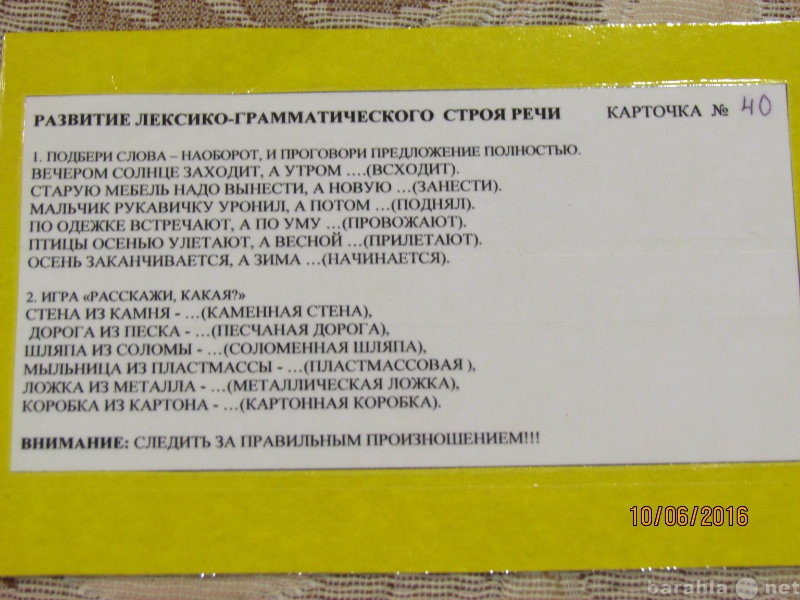 РАЗВИТИЕ ЛЕКСИКО-ГРАММАТИЧЕСКОГО СТРОЯ РЕЧИ КАРТОЧКА № 40
1. ПОДБЕРИ СЛОВА – НАОБОРОТ, И ПРОГОВОРИ ПРЕДЛОЖЕНИЕ ПОЛНОСТЬЮ.
ВЕЧЕРОМ СОЛНЦЕ ЗАХОДИТ, А УТРОМ ….(ВСХОДИТ).
СТАРУЮ МЕБЕЛЬ НАДО ВЫНЕСТИ, А НОВУЮ …(ЗАНЕСТИ).
МАЛЬЧИК РУКАВИЧКУ УРОНИЛ, А ПОТОМ …(ПОДНЯЛ).
ПО ОДЕЖКЕ ВСТРЕЧАЮТ, А ПО УМУ …(ПРОВОЖАЮТ).
ПТИЦЫ ОСЕНЬЮ УЛЕТАЮТ, А ВЕСНОЙ …(ПРИЛЕТАЮТ).
ОСЕНЬ ЗАКАНЧИВАЕТСЯ, А ЗИМА …(НАЧИНАЕТСЯ).
2. ИГРА «РАССКАЖИ, КАКАЯ?»
СТЕНА ИЗ КАМНЯ - …(КАМЕННАЯ СТЕНА),
ДОРОГА ИЗ ПЕСКА - …(ПЕСЧАНАЯ ДОРОГА),
ШЛЯПА ИЗ СОЛОМЫ - …(СОЛОМЕННАЯ ШЛЯПА),
МЫЛЬНИЦА ИЗ ПЛАСТМАССЫ - …(ПЛАСТМАССОВАЯ ),
ЛОЖКА ИЗ МЕТАЛЛА - …(МЕТАЛЛИЧЕСКАЯ ЛОЖКА),
КОРОБКА ИЗ КАРТОНА - …(КАРТОННАЯ КОРОБКА).
ВНИМАНИЕ: СЛЕДИТЬ ЗА ПРАВИЛЬНЫМ ПРОИЗНОШЕНИЕМ!!!
10/06/2016
barahla net